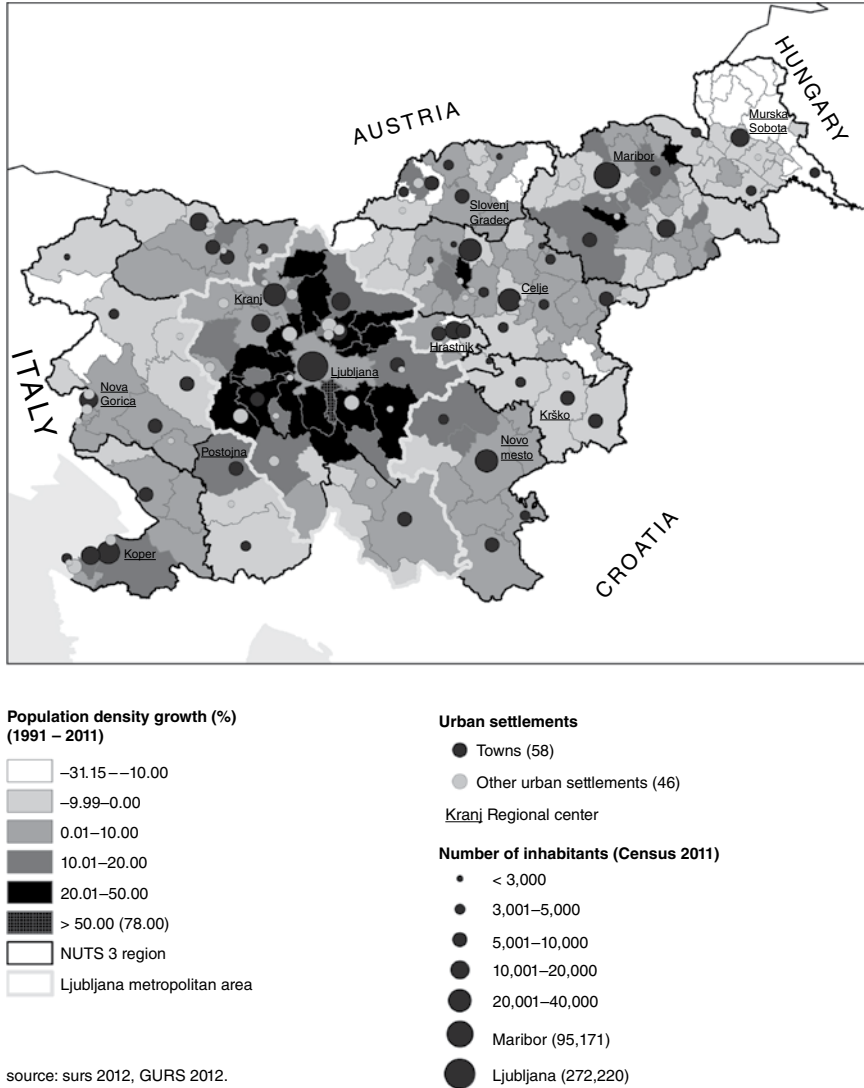 AUSTRIA
HUNGARY
Murska
Sobota
Maribor
Slovenj
Gradec
Kranj
Celje
Hrastnik
Ljubljana
ITALY
Nova
Gorica
Krško
Postojna
Novo
mesto
Koper
CROATIA
Population density growth (%)
(1991 – 2011)
–31.15 – –10.00
–9.99–0.00
0.01–10.00
10.01–20.00
20.01–50.00
> 50.00 (78.00)
NUTS 3 region
Ljubljana metropolitan area
source: surs 2012, GURS 2012.
Urban settlements
Towns (58)
Other urban settlements (46)
Kranj Regional center
Number of inhabitants (Census 2011)
< 3,000
3,001–5,000
5,001–10,000
10,001–20,000
20,001–40,000
Maribor (95,171)
Ljubljana (272,220)